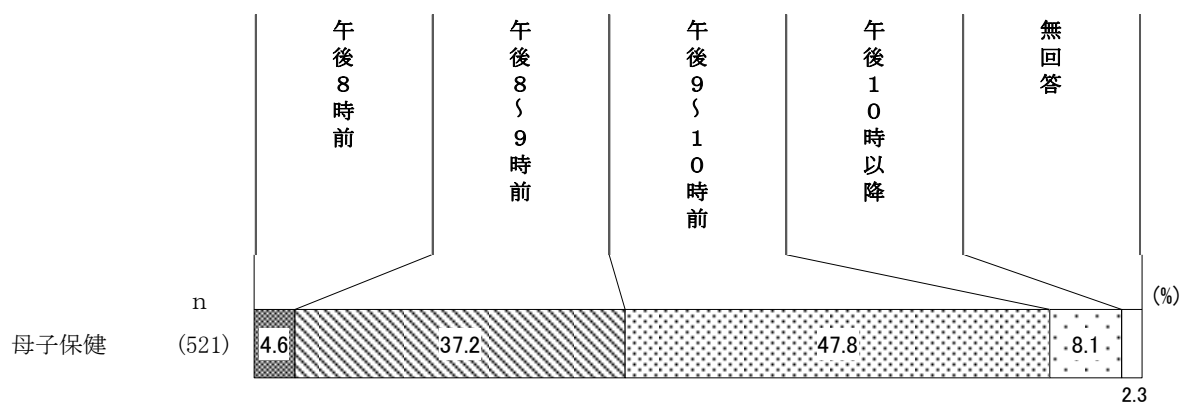 午後８時前
午後８～９時前
午後９～１０時前
午後１０時以降
無回答
n
(%)
母子保健 (521) 4.6 37.2 47.8 8.1
2.3